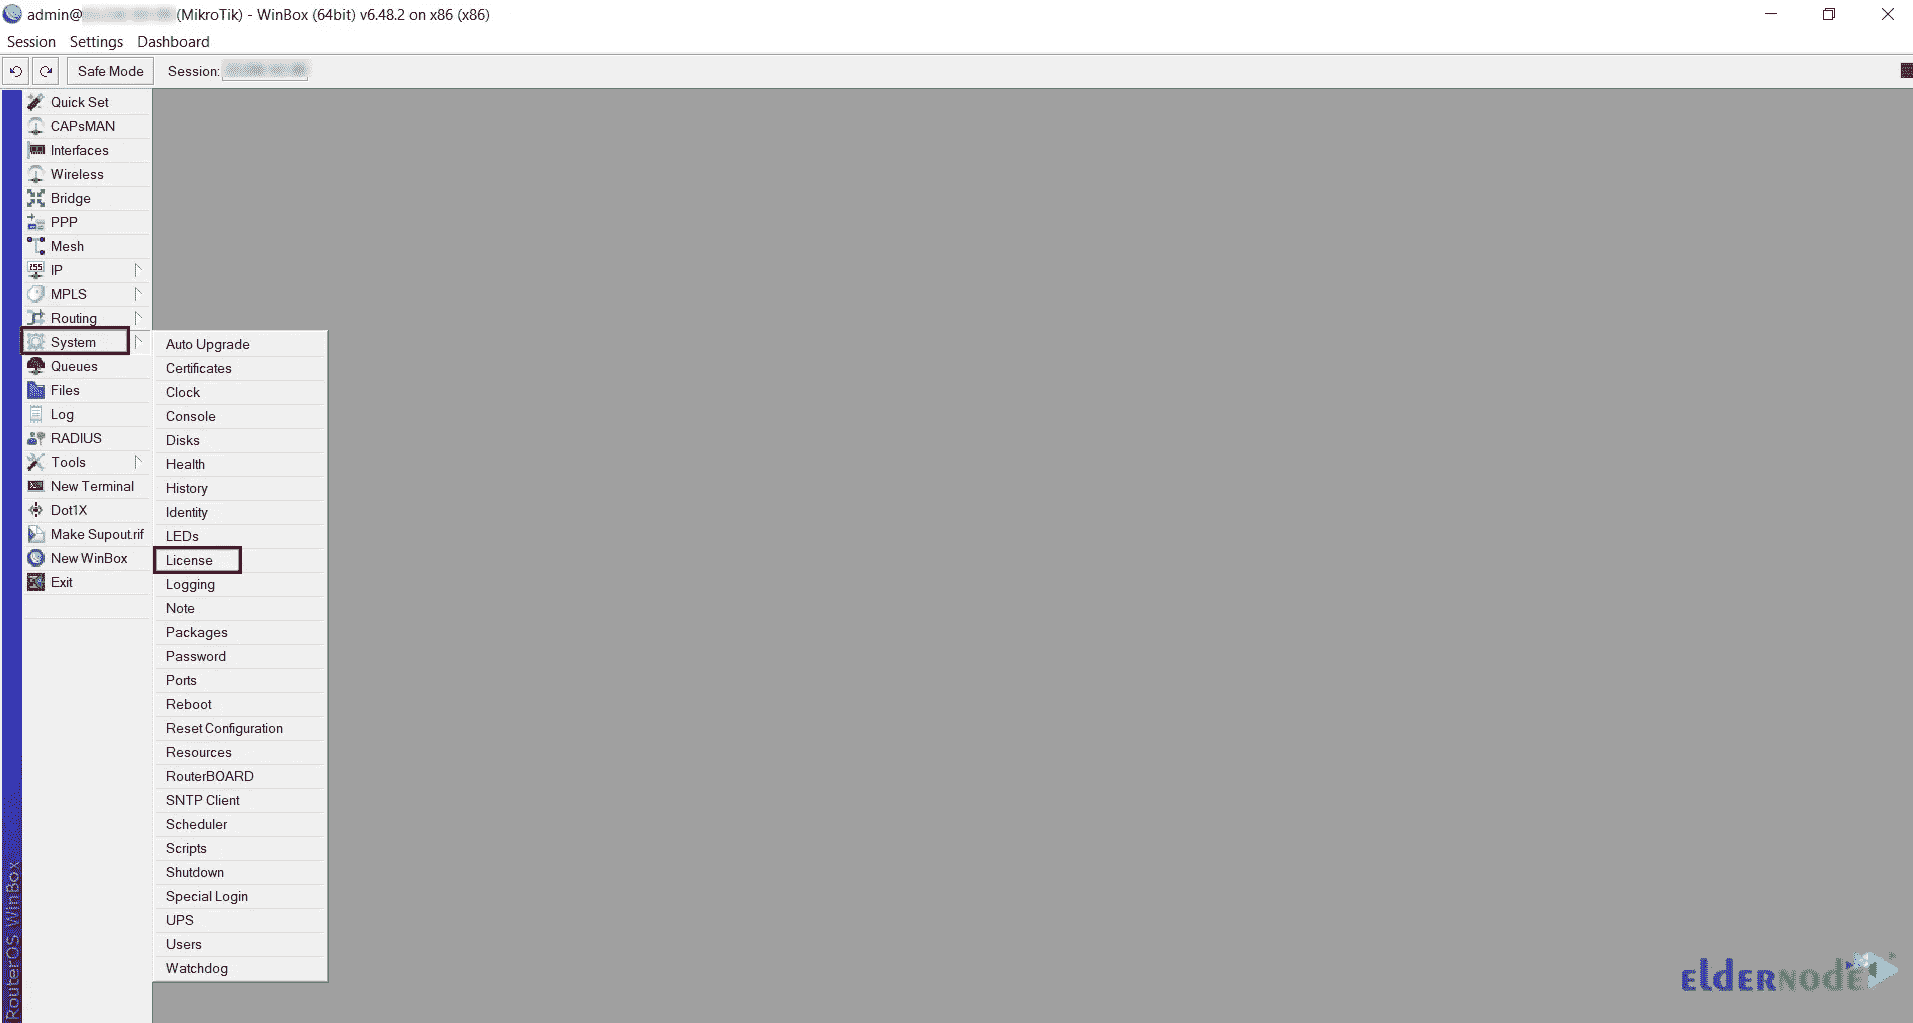 admin@ (MikroTik) - WinBox (64bit) v6.48.2 on x86 (x86)
Session Settings Dashboard
Safe Mode Session:
Quick Set
CAPsMAN
Interfaces
Wireless
Bridge
PPP
Mesh
IP
MPLS
Routing
System
Queues
Files
Log
RADIUS
Tools
New Terminal
Dot1X
Make Supout.rif
New WinBox
Exit
Auto Upgrade
Certificates
Clock
Console
Disks
Health
History
Identity
LEDs
License
Logging
Note
Packages
Password
Ports
Reboot
Reset Configuration
Resources
RouterBOARD
SNTP Client
Scheduler
Scripts
Shutdown
Special Login
UPS
Users
Watchdog
RouterOS WinBox
elderNODE